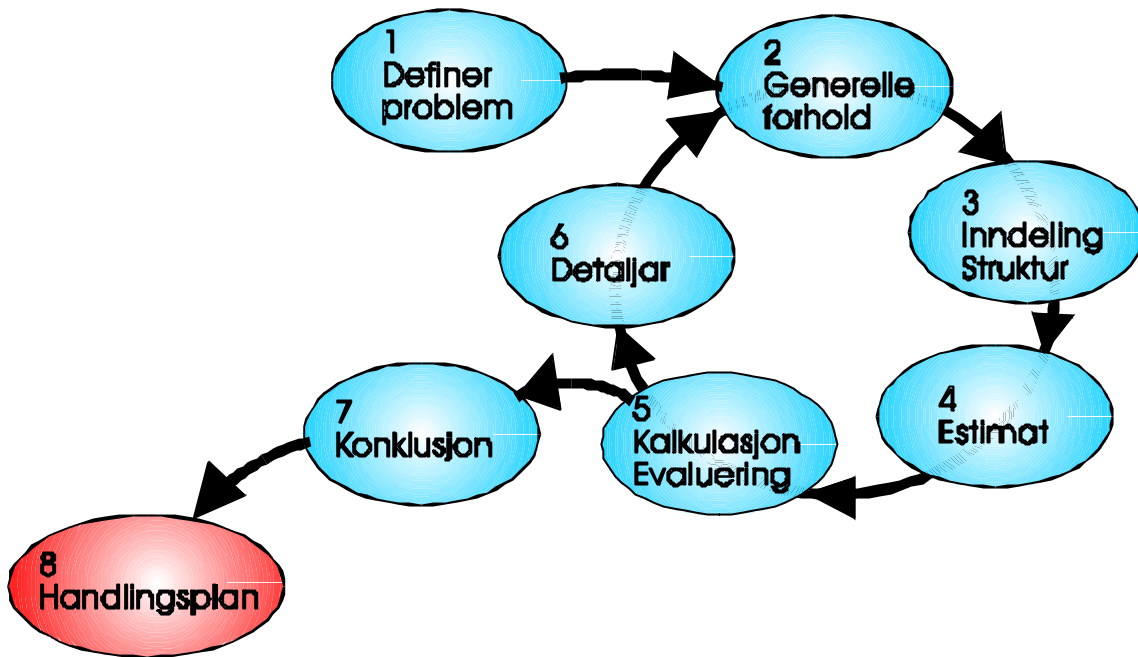 1
Definer
problem
2
Generelle
forhold
3
Inndeling
Struktur
4
Estimat
5
Kalkulasjon
Evaluering
6
Detaljar
7
Konklusjon
8
Handlingsplan